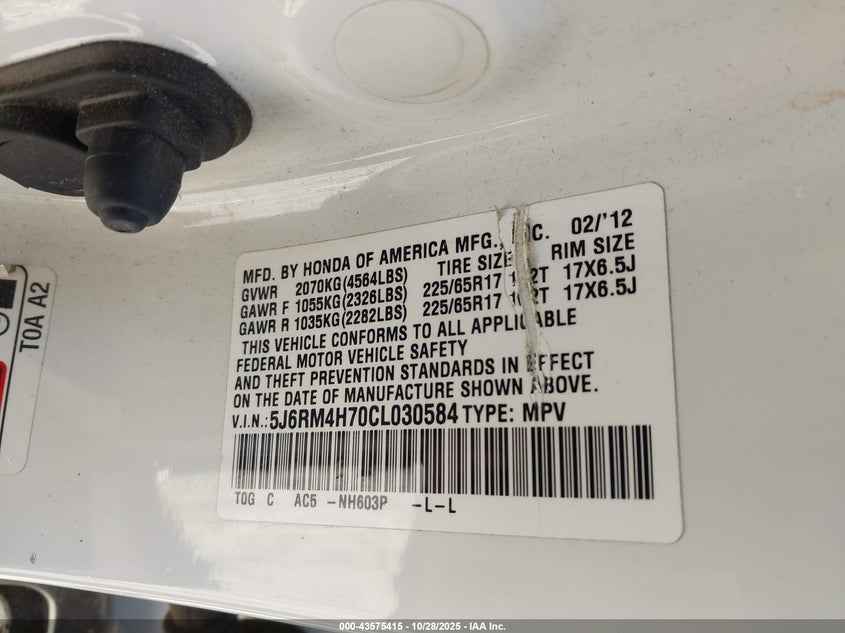 MFD. BY HONDA OF AMERICA MFG., INC. 02/'12
GVWR 2070KG(4564LBS) TIRE SIZE RIM SIZE
GAWR F 1055KG(2326LBS) 225/65R17 102T 17X6.5J
GAWR R 1035KG(2282LBS) 225/65R17 102T 17X6.5J
THIS VEHICLE CONFORMS TO ALL APPLICABLE
FEDERAL MOTOR VEHICLE SAFETY
AND THEFT PREVENTION STANDARDS IN EFFECT
ON THE DATE OF MANUFACTURE SHOWN ABOVE.
V.I.N.: 5J6RM4H70CL030584 TYPE: MPV
T0G C AC5 -NH603P -L-L
T0A A2
000-43575415 - 10/28/2025 - IAA Inc.